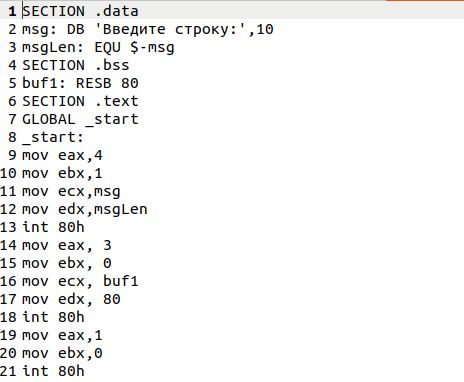 1 SECTION .data
2 msg: DB 'Введите строку:',10
3 msgLen: EQU $-msg
4 SECTION .bss
5 buf1: RESB 80
6 SECTION .text
7 GLOBAL _start
8 _start:
9 mov eax,4
10 mov ebx,1
11 mov ecx,msg
12 mov edx,msgLen
13 int 80h
14 mov eax, 3
15 mov ebx, 0
16 mov ecx, buf1
17 mov edx, 80
18 int 80h
19 mov eax,1
20 mov ebx,0
21 int 80h